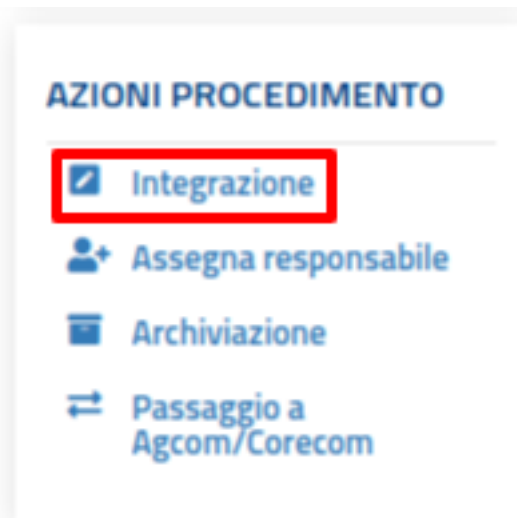 AZIONI PROCEDIMENTO
Integrazione
Assegna responsabile
Archiviazione
Passaggio a
Agcom/Corecom